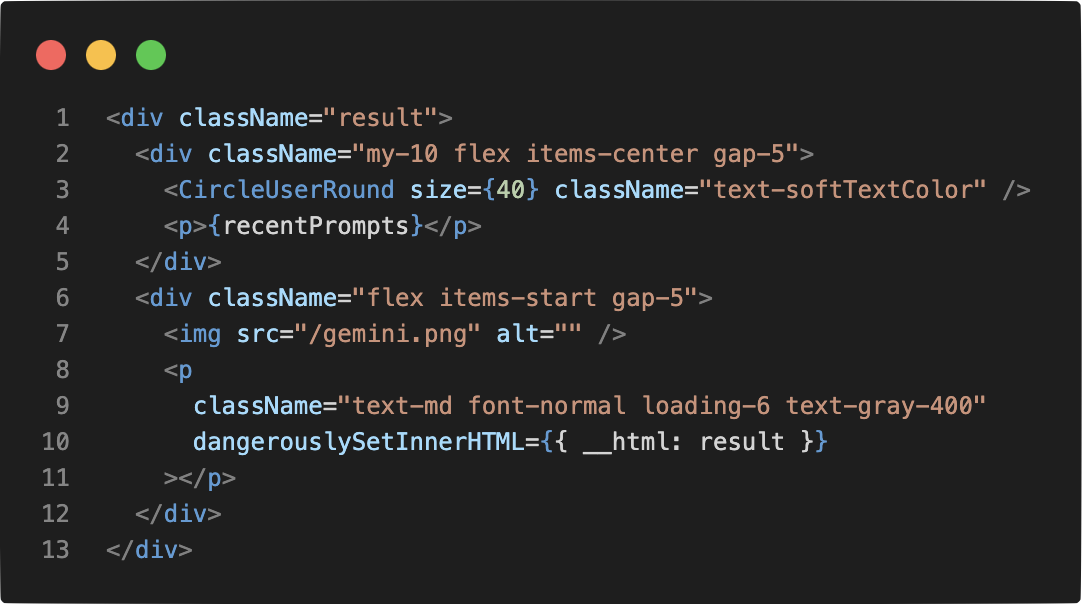 1 <div className="result">
2   <div className="my-10 flex items-center gap-5">
3     <CircleUserRound size={40} className="text-softTextColor" />
4     <p>{recentPrompts}</p>
5   </div>
6   <div className="flex items-start gap-5">
7     <img src="/gemini.png" alt="" />
8     <p
9       className="text-md font-normal loading-6 text-gray-400"
10       dangerouslySetInnerHTML={{ __html: result }}
11     ></p>
12   </div>
13 </div>